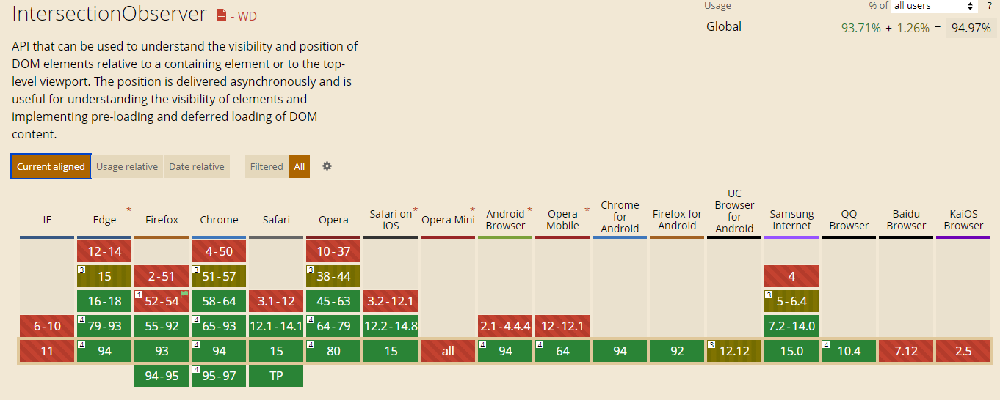 IntersectionObserver - WD
Usage % of all users ?
Global 93.71% + 1.26% = 94.97%
API that can be used to understand the visibility and position of
DOM elements relative to a containing element or to the top-
level viewport. The position is delivered asynchronously and is
useful for understanding the visibility of elements and
implementing pre-loading and deferred loading of DOM
content.
Current aligned Usage relative Date relative Filtered All
IE
Edge *
Firefox
Chrome
Safari
Opera
Safari on *
iOS
Opera Mini *
Android *
Browser
Opera *
Mobile
Chrome
for
Android
Firefox for
Android
UC
Browser
for
Android
Samsung
Internet
QQ
Browser
Baidu
Browser
KaiOS
Browser
12-14 4-50 10-37
3 15 2-51 3 51-57 3 38-44 4
16-18 1 52-54 58-64 3.1-12 45-63 3.2-12.1 3 5-6.4
6-10 4 79-93 55-92 4 65-93 12.1-14.1 4 64-79 12.2-14.8 2.1-4.4.4 12-12.1 7.2-14.0
11 4 94 93 4 94 15 4 80 15 all 4 94 4 64 94 92 3 12.12 15.0 4 10.4 7.12 2.5
94-95 4 95-97 TP